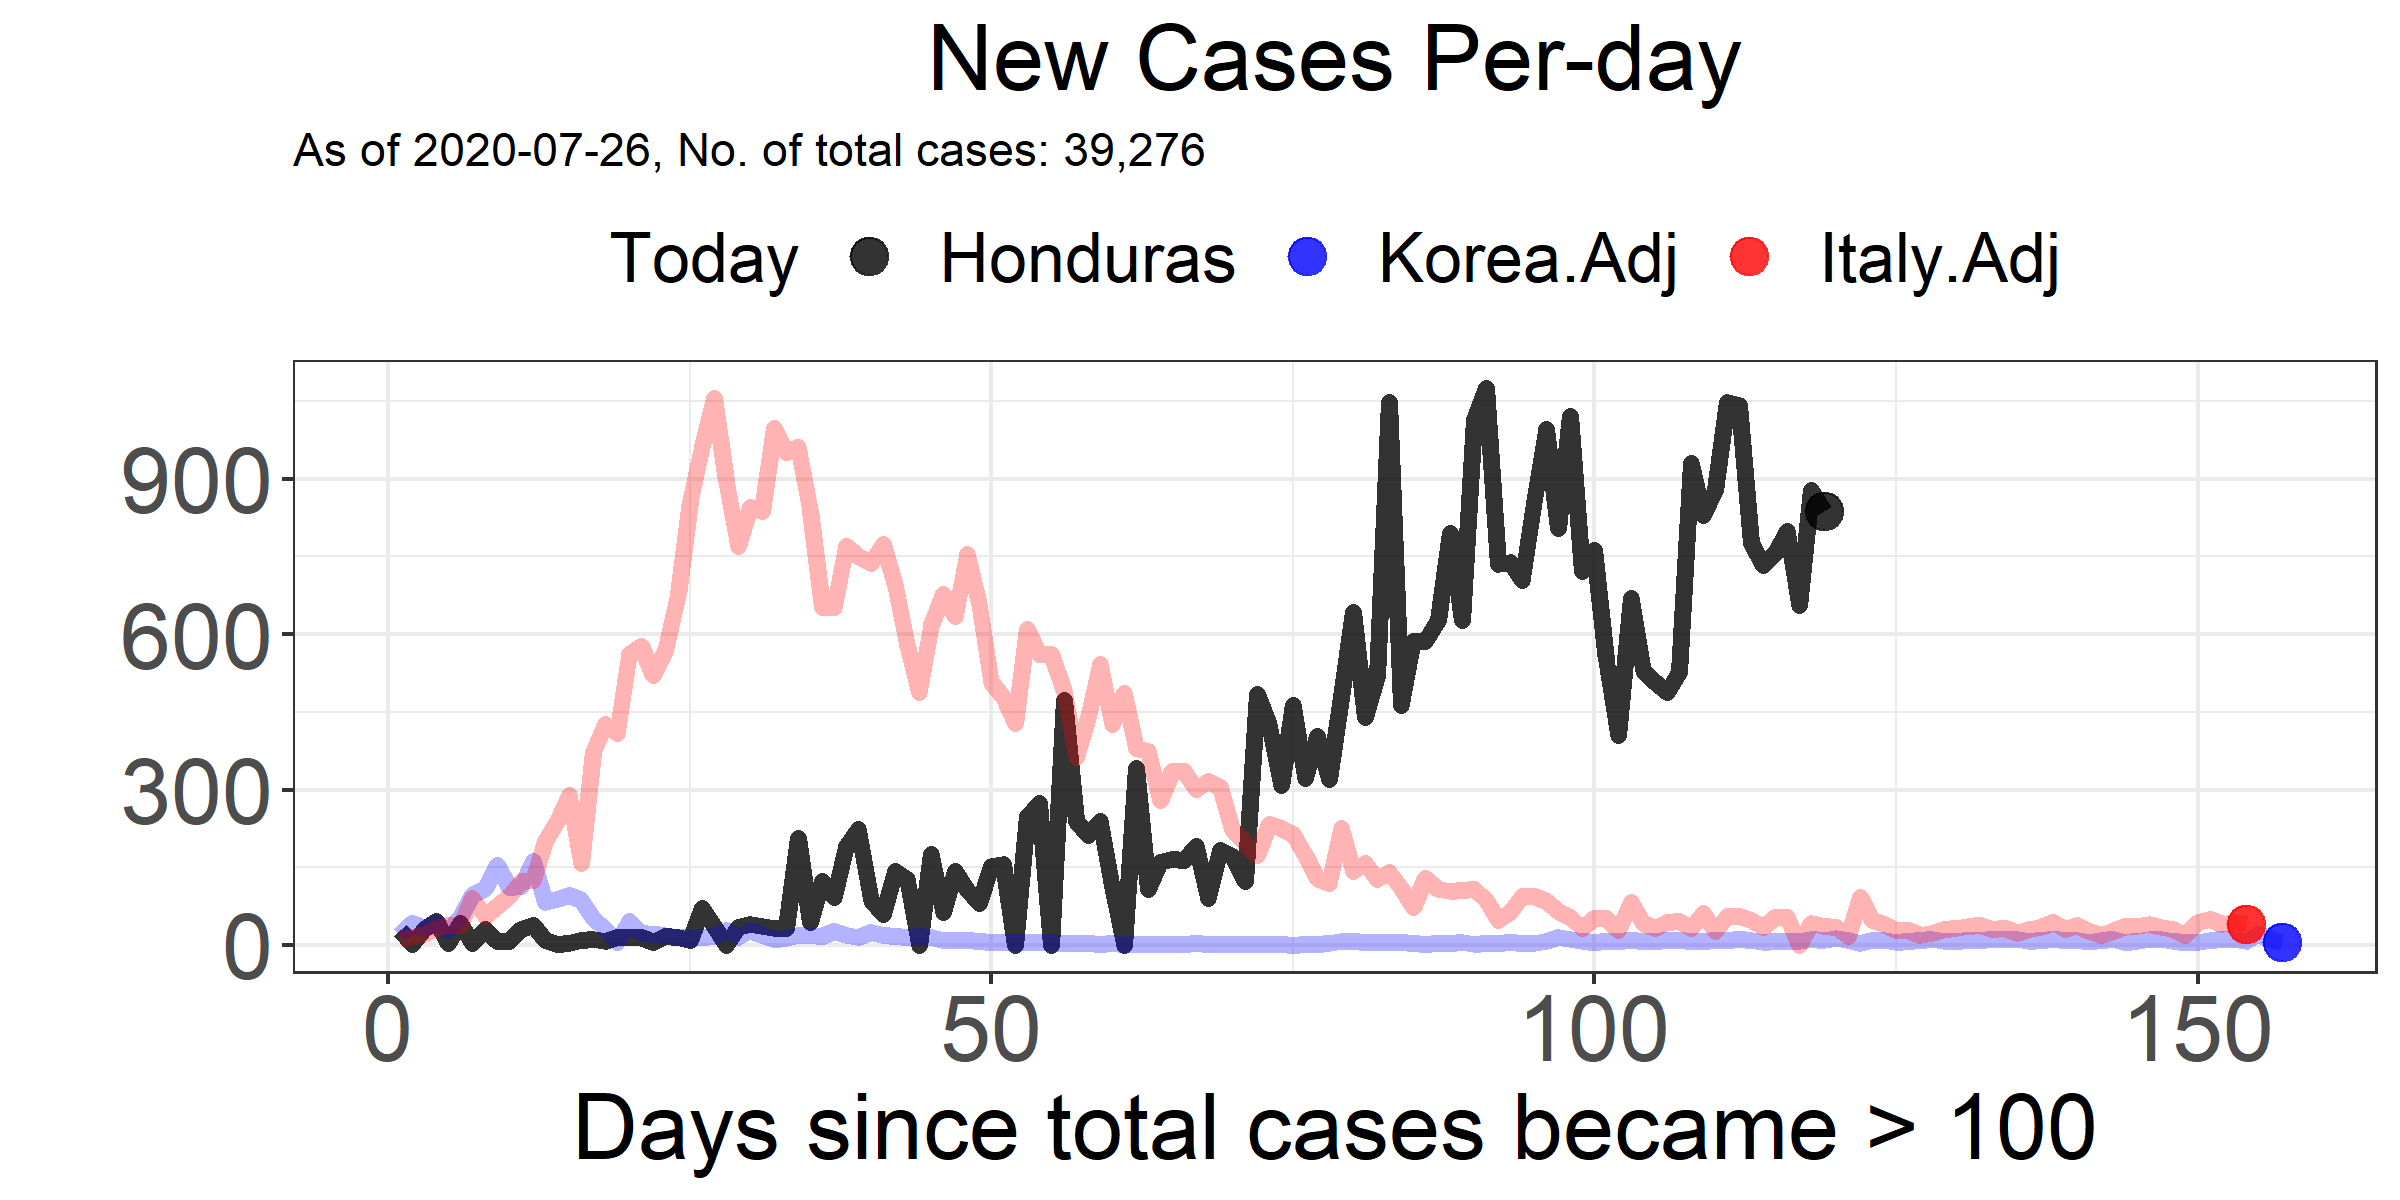 New Cases Per-day
As of 2020-07-26, No. of total cases: 39,276
Today Honduras Korea.Adj Italy.Adj
900
600
300
0
0 50 100 150
Days since total cases became > 100